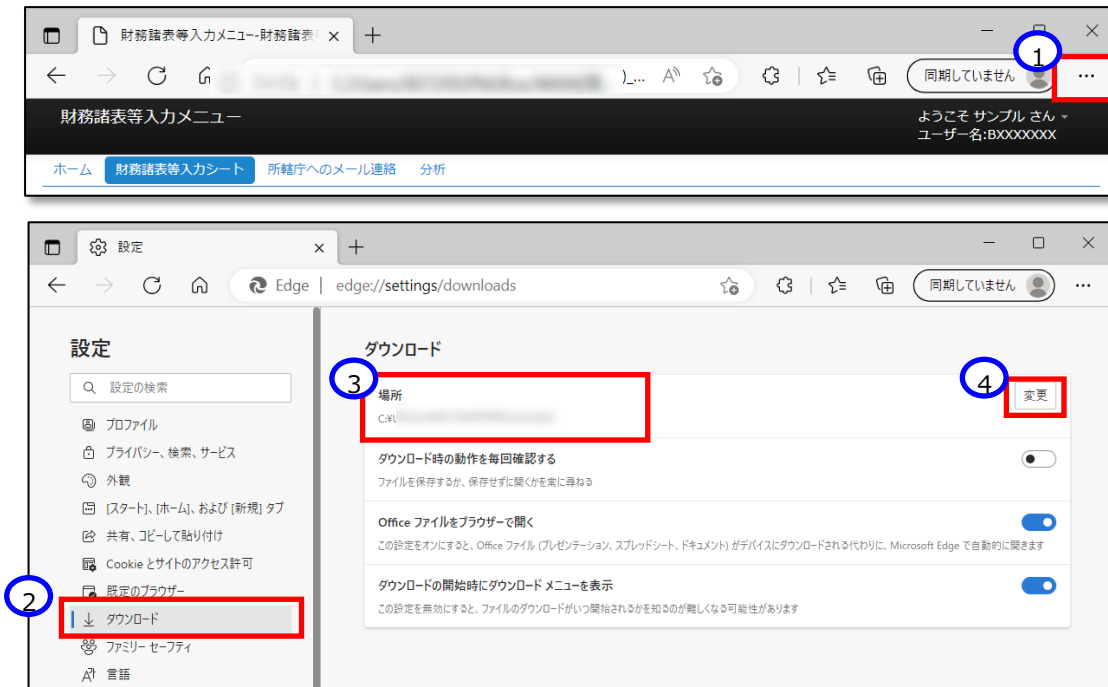 財務諸表等入力メニュー-財務諸表
)_...
同期していません
1
財務諸表等入力メニュー
ようこそ サンプル さん
ユーザー名:BXXXXXXX
ホーム 財務諸表等入力シート 所轄庁へのメール連絡 分析
設定
Edge | edge://settings/downloads
同期していません
設定
設定の検索
プロファイル
プライバシー、検索、サービス
外観
[スタート]、[ホーム]、および [新規] タブ
共有、コピーして貼り付け
Cookie とサイトのアクセス許可
既定のブラウザー
2
ダウンロード
ファミリー セーフティ
言語
ダウンロード
3
場所
C:¥U
4
変更
ダウンロード時の動作を毎回確認する
ファイルを保存するか、保存せずに開くかを常に尋ねる
Office ファイルをブラウザーで開く
この設定をオンにすると、Office ファイル (プレゼンテーション、スプレッドシート、ドキュメント) がデバイスにダウンロードされる代わりに、Microsoft Edge で自動的に開きます
ダウンロードの開始時にダウンロード メニューを表示
この設定を無効にすると、ファイルのダウンロードがいつ開始されるかを知るのが難しくなる可能性があります